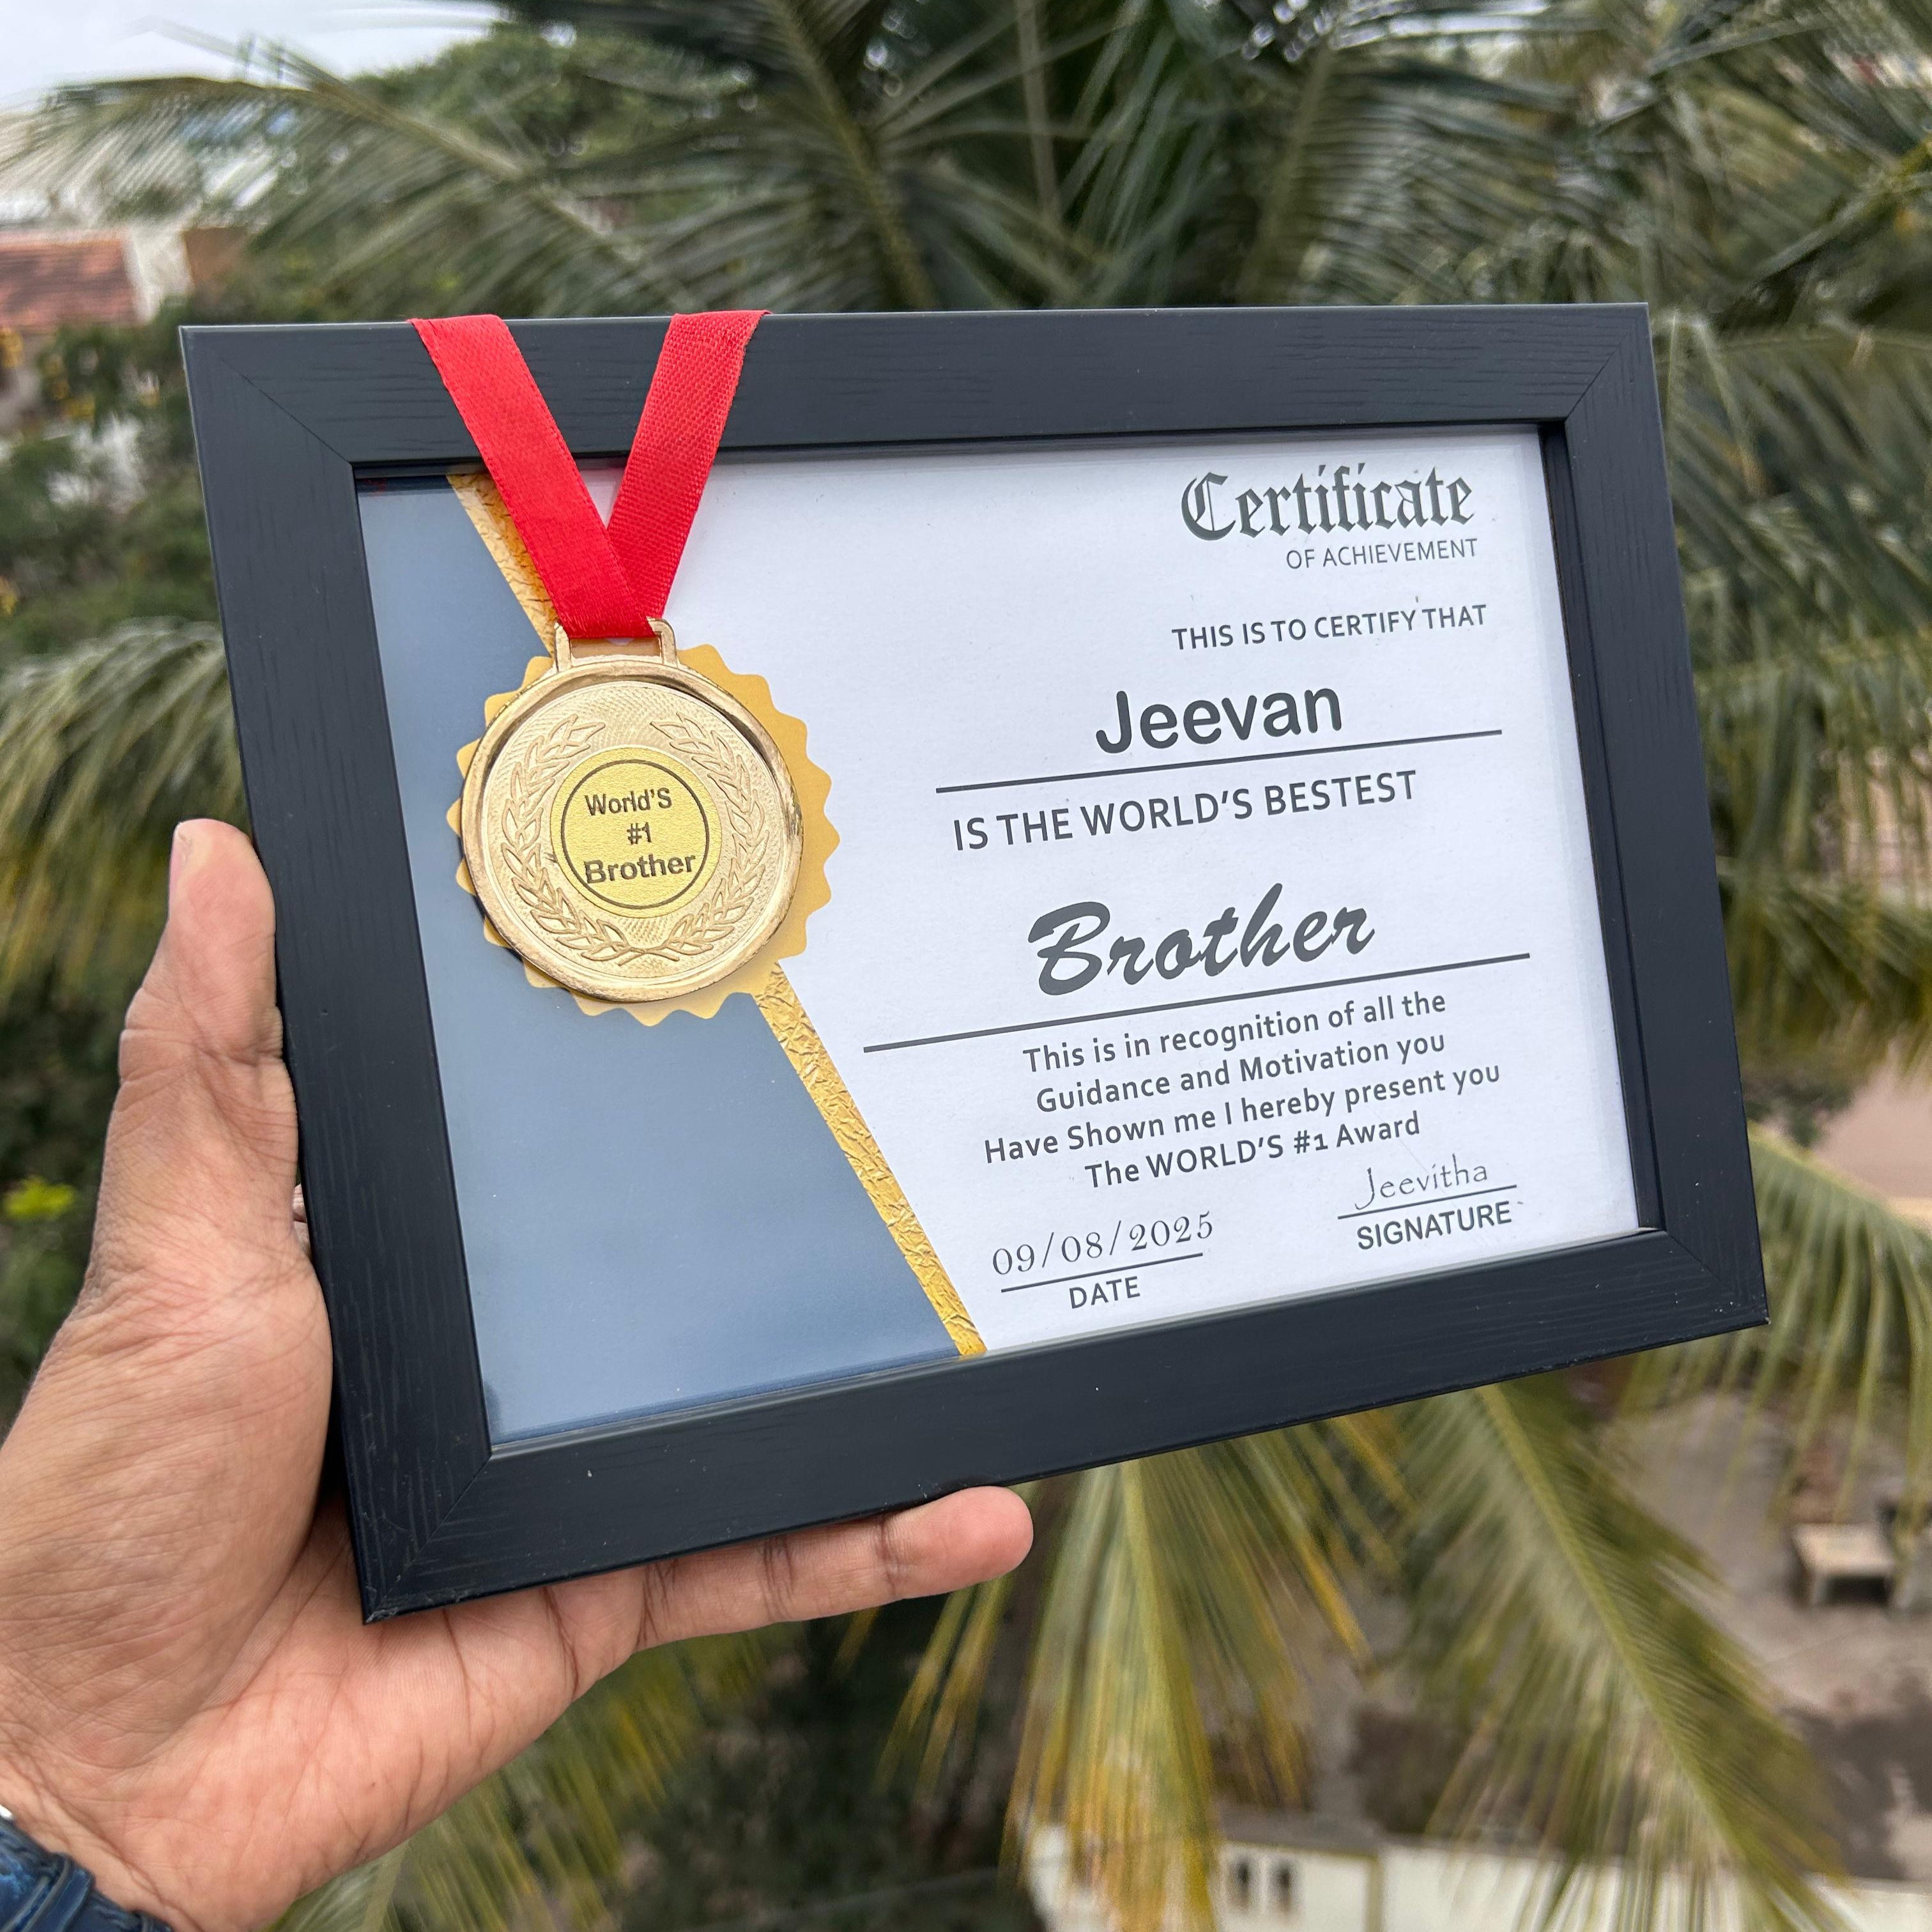 World'S
#1
Brother
Certificate
OF ACHIEVEMENT
THIS IS TO CERTIFY THAT
Jeevan
IS THE WORLD'S BESTEST
Brother
This is in recognition of all the
Guidance and Motivation you
Have Shown me I hereby present you
The WORLD'S #1 Award
09/08/2025
DATE
Jeevitha
SIGNATURE